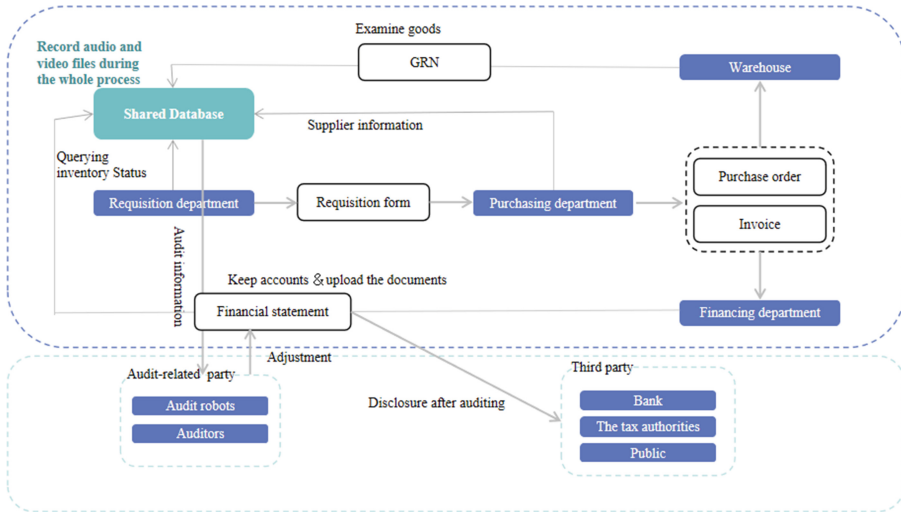 Examine goods
Record audio and
video files during
the whole process
GRN
Warehouse
Shared Database
Supplier information
Querying
inventory Status
Purchase order
Requisition department
Requisition form
Purchasing department
Invoice
Audit information
Keep accounts & upload the documents
Financial statememt
Financing department
Adjustment
Audit-related party
Third party
Audit robots
Disclosure after auditing
Bank
Auditors
The tax authorities
Public